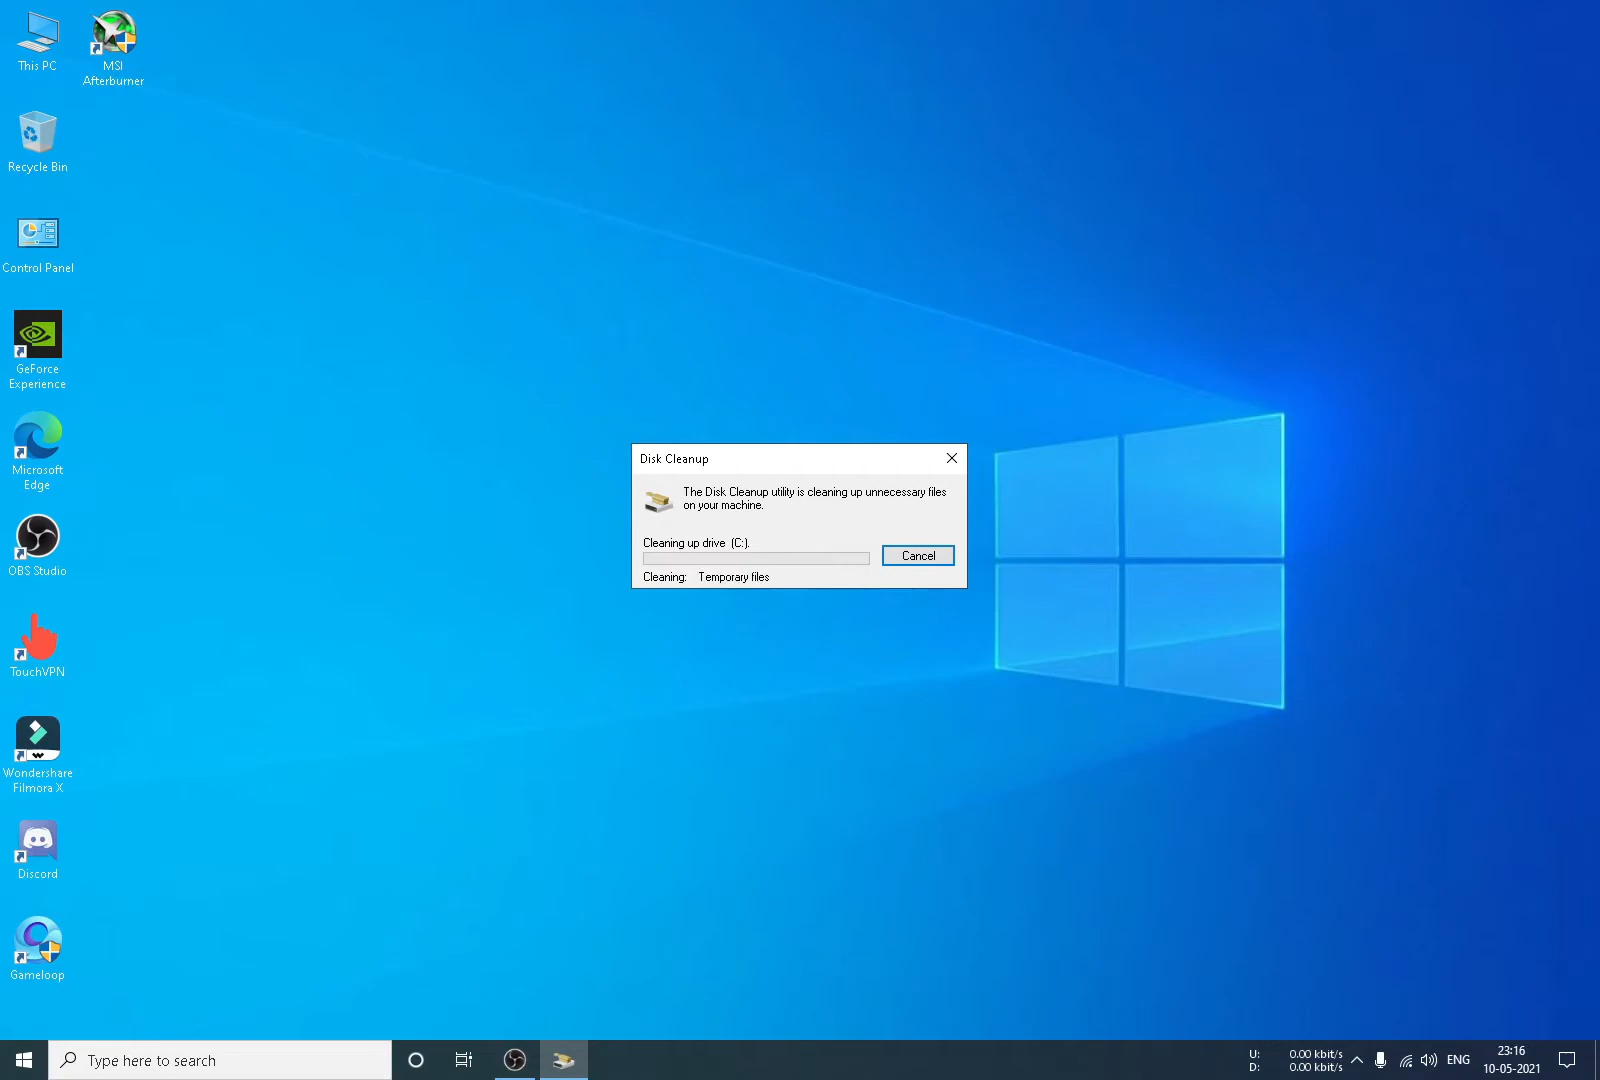 This PC
MSI
Afterburner
Recycle Bin
Control Panel
GeForce
Experience
Microsoft
Edge
OBS Studio
TouchVPN
Wondershare
Filmora X
Discord
Gameloop
Disk Cleanup
The Disk Cleanup utility is cleaning up unnecessary files
on your machine.
Cleaning up drive (C:).
Cancel
Cleaning: Temporary files
Type here to search
U: 0.00 kbit/s
D: 0.00 kbit/s
ENG
23:16
10-05-2021